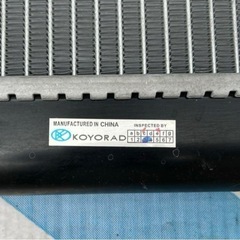 MANUFACTURED IN CHINA
INSPECTED BY
KOYORAD